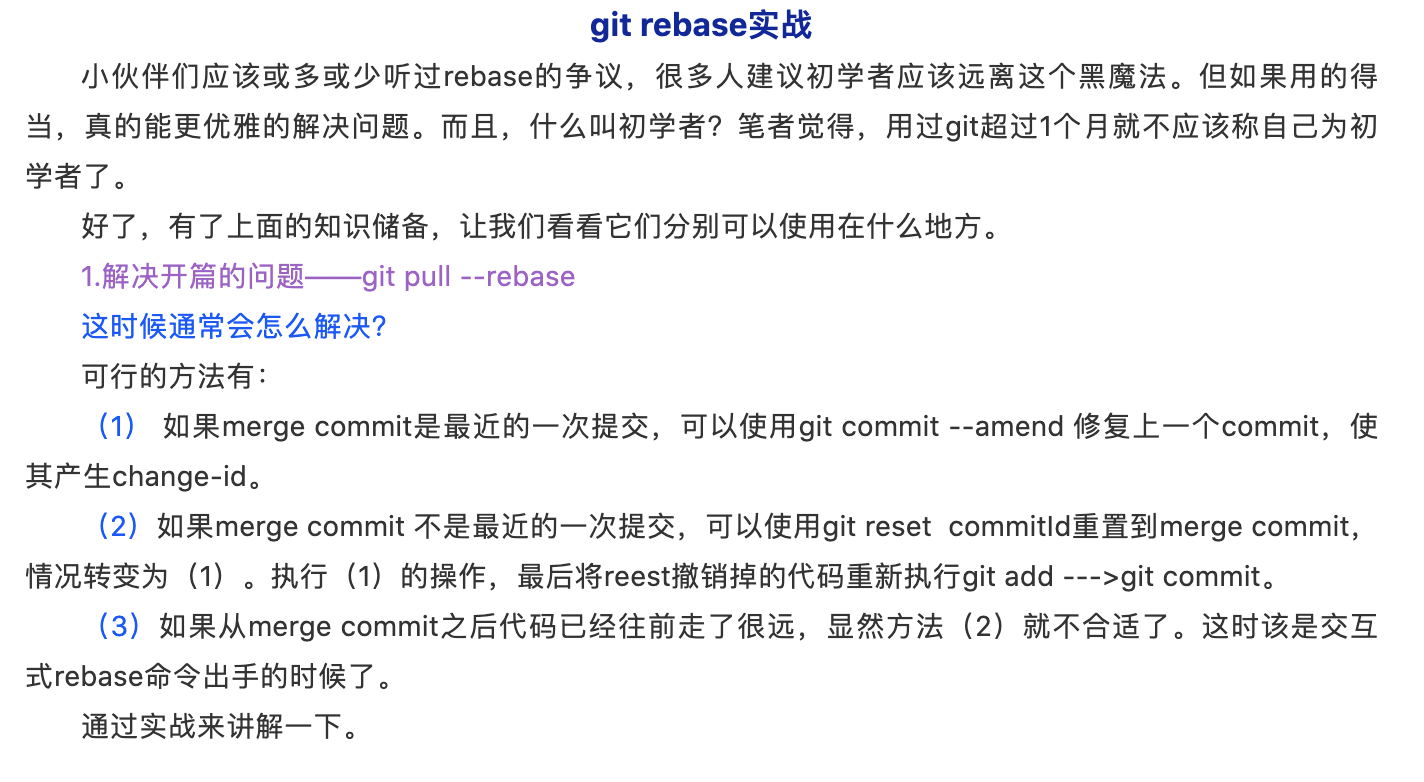 git rebase实战
小伙伴们应该或多或少听过rebase的争议，很多人建议初学者应该远离这个黑魔法。但如果用的得
当，真的能更优雅的解决问题。而且，什么叫初学者？笔者觉得，用过git超过1个月就不应该称自己为初
学者了。
好了，有了上面的知识储备，让我们看看它们分别可以使用在什么地方。
1.解决开篇的问题——git pull --rebase
这时候通常会怎么解决?
可行的方法有：
（1） 如果merge commit是最近的一次提交，可以使用git commit --amend 修复上一个commit，使
其产生change-id。
（2）如果merge commit 不是最近的一次提交，可以使用git reset  commitId重置到merge commit，
情况转变为（1）。执行（1）的操作，最后将reest撤销掉的代码重新执行git add --->git commit。
（3）如果从merge commit之后代码已经往前走了很远，显然方法（2）就不合适了。这时该是交互
式rebase命令出手的时候了。
通过实战来讲解一下。